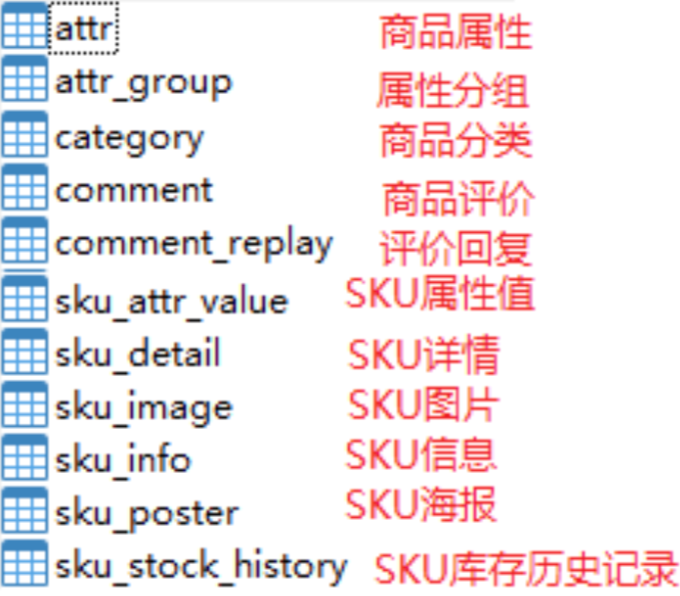 attr 商品属性
attr_group 属性分组
category 商品分类
comment 商品评价
comment_replay 评价回复
sku_attr_value SKU属性值
sku_detail SKU详情
sku_image SKU图片
sku_info SKU信息
sku_poster SKU海报
sku_stock_history SKU库存历史记录